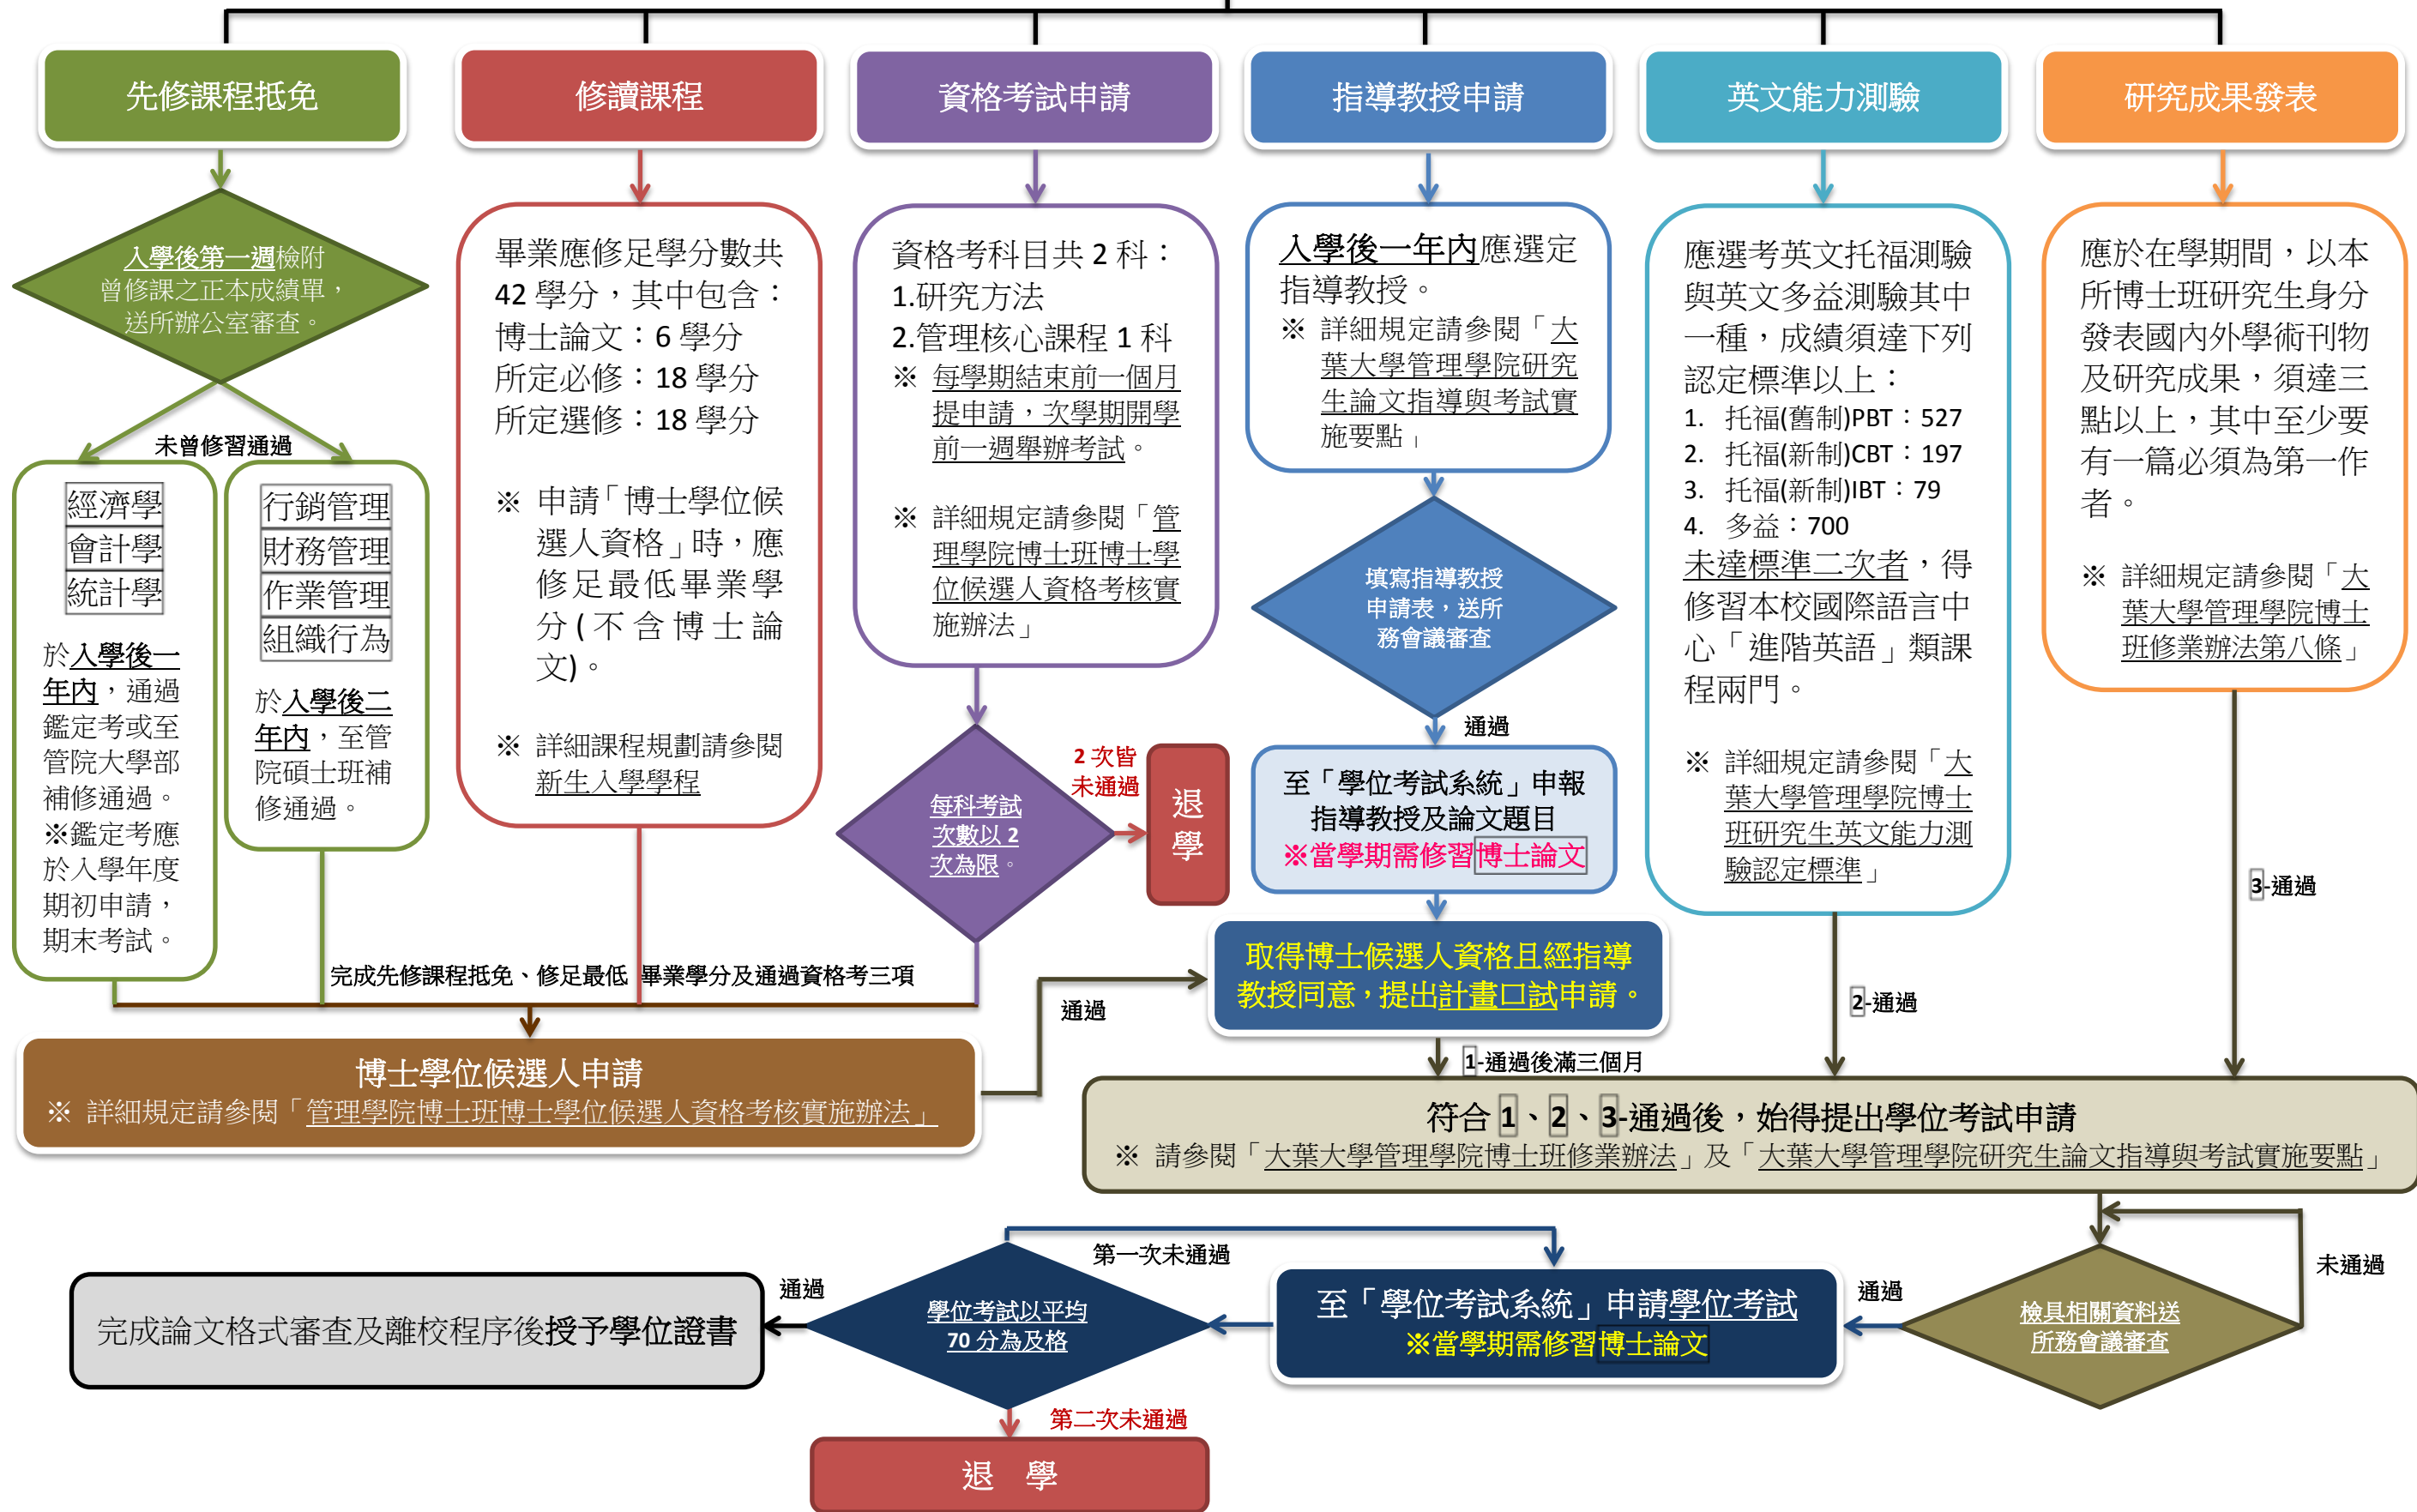 先修課程抵免
修讀課程
資格考試申請
指導教授申請
英文能力測驗
研究成果發表
入學後第一週檢附
曾修課之正本成績單，
送所辦公室審查。
未曾修習通過
經濟學
會計學
統計學
於入學後一
年內，通過
鑑定考或至
管院大學部
補修通過。
※鑑定考應
於入學年度
期初申請，
期末考試。
行銷管理
財務管理
作業管理
組織行為
於入學後二
年內，至管
院碩士班補
修通過。
畢業應修足學分數共
42 學分，其中包含：
博士論文：6 學分
所定必修：18 學分
所定選修：18 學分
※ 申請「博士學位候
選人資格」時，應
修足最低畢業學
分(不含博士論
文)。
※ 詳細課程規劃請參閱
新生入學學程
資格考科目共 2 科：
1.研究方法
2.管理核心課程 1 科
※ 每學期結束前一個月
提申請，次學期開學
前一週舉辦考試。
※ 詳細規定請參閱「管
理學院博士班博士學
位候選人資格考核實
施辦法」
每科考試
次數以 2
次為限。
2 次皆
未通過
退
學
入學後一年內應選定
指導教授。
※ 詳細規定請參閱「大
葉大學管理學院研究
生論文指導與考試實
施要點」
填寫指導教授
申請表，送所
務會議審查
通過
至「學位考試系統」申報
指導教授及論文題目
※當學期需修習博士論文
取得博士候選人資格且經指導
教授同意，提出計畫口試申請。
1-通過後滿三個月
應選考英文托福測驗
與英文多益測驗其中
一種，成績須達下列
認定標準以上：
1. 托福(舊制)PBT：527
2. 托福(新制)CBT：197
3. 托福(新制)IBT：79
4. 多益：700
未達標準二次者，得
修習本校國際語言中
心「進階英語」類課
程兩門。
※ 詳細規定請參閱「大
葉大學管理學院博士
班研究生英文能力測
驗認定標準」
2-通過
應於在學期間，以本
所博士班研究生身分
發表國內外學術刊物
及研究成果，須達三
點以上，其中至少要
有一篇必須為第一作
者。
※ 詳細規定請參閱「大
葉大學管理學院博士
班修業辦法第八條」
3-通過
完成先修課程抵免、修足最低 畢業學分及通過資格考三項
博士學位候選人申請
※ 詳細規定請參閱「管理學院博士班博士學位候選人資格考核實施辦法」
通過
符合 1、2、3-通過後，始得提出學位考試申請
※ 請參閱「大葉大學管理學院博士班修業辦法」及「大葉大學管理學院研究生論文指導與考試實施要點」
檢具相關資料送
所務會議審查
未通過
通過
至「學位考試系統」申請學位考試
※當學期需修習博士論文
第一次未通過
學位考試以平均
70 分為及格
通過
完成論文格式審查及離校程序後授予學位證書
第二次未通過
退 學